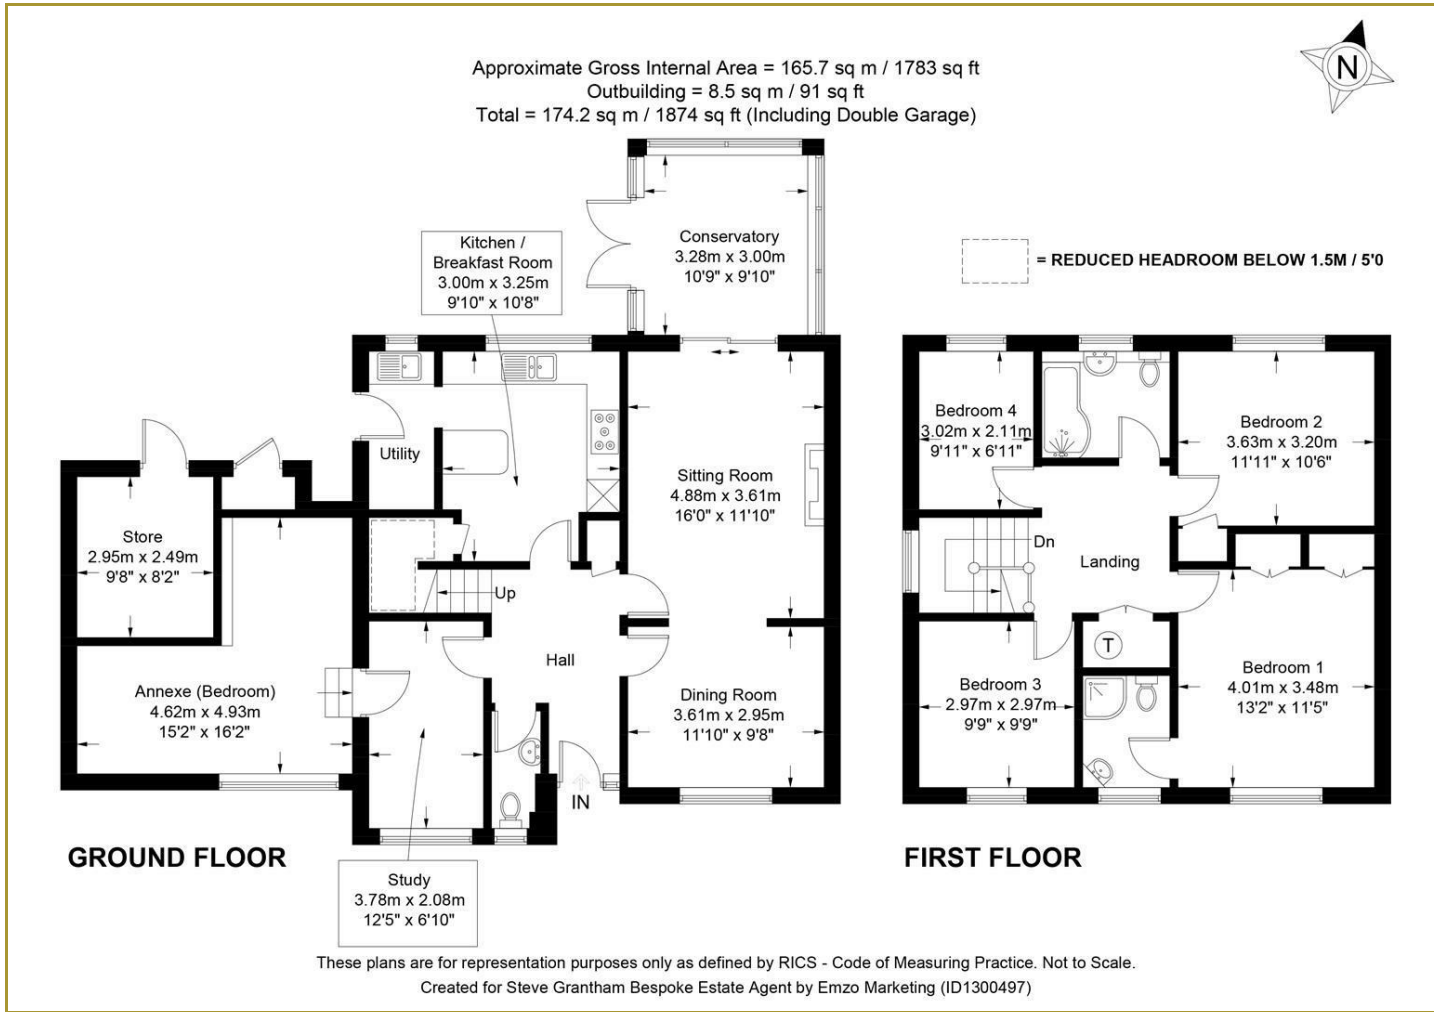 Approximate Gross Internal Area = 165.7 sq m / 1783 sq ft
Outbuilding = 8.5 sq m / 91 sq ft
Total = 174.2 sq m / 1874 sq ft (Including Double Garage)
N
= REDUCED HEADROOM BELOW 1.5M / 5'0
Conservatory
3.28m x 3.00m
10'9" x 9'10"
Kitchen /
Breakfast Room
3.00m x 3.25m
9'10" x 10'8"
Utility
Sitting Room
4.88m x 3.61m
16'0" x 11'10"
Store
2.95m x 2.49m
9'8" x 8'2"
Up
Hall
Annexe (Bedroom)
4.62m x 4.93m
15'2" x 16'2"
Dining Room
3.61m x 2.95m
11'10" x 9'8"
IN
Study
3.78m x 2.08m
12'5" x 6'10"
GROUND FLOOR
Bedroom 4
3.02m x 2.11m
9'11" x 6'11"
Bedroom 2
3.63m x 3.20m
11'11" x 10'6"
Dn
Landing
T
Bedroom 3
2.97m x 2.97m
9'9" x 9'9"
Bedroom 1
4.01m x 3.48m
13'2" x 11'5"
FIRST FLOOR
These plans are for representation purposes only as defined by RICS - Code of Measuring Practice. Not to Scale.
Created for Steve Grantham Bespoke Estate Agent by Emzo Marketing (ID1300497)